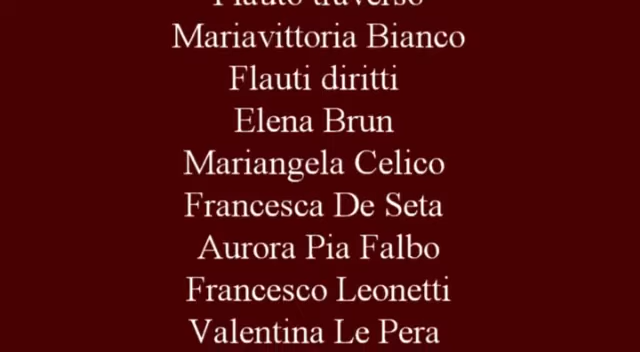 Flauto traverso
Mariavittoria Bianco
Flauti diritti
Elena Brun
Mariangela Celico
Francesca De Seta
Aurora Pia Falbo
Francesco Leonetti
Valentina Le Pera